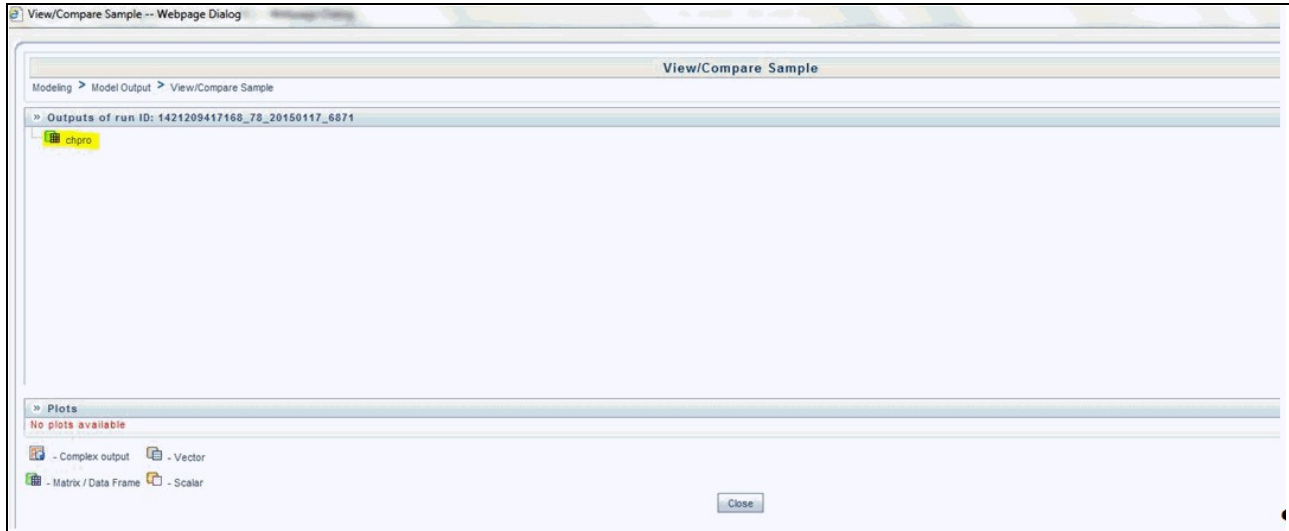 View/Compare Sample -- Webpage Dialog
View/Compare Sample
Modeling > Model Output > View/Compare Sample
» Outputs of run ID: 1421209417168_78_20150117_6871
chpro
» Plots
No plots available
- Complex output - Vector
- Matrix / Data Frame - Scalar
Close